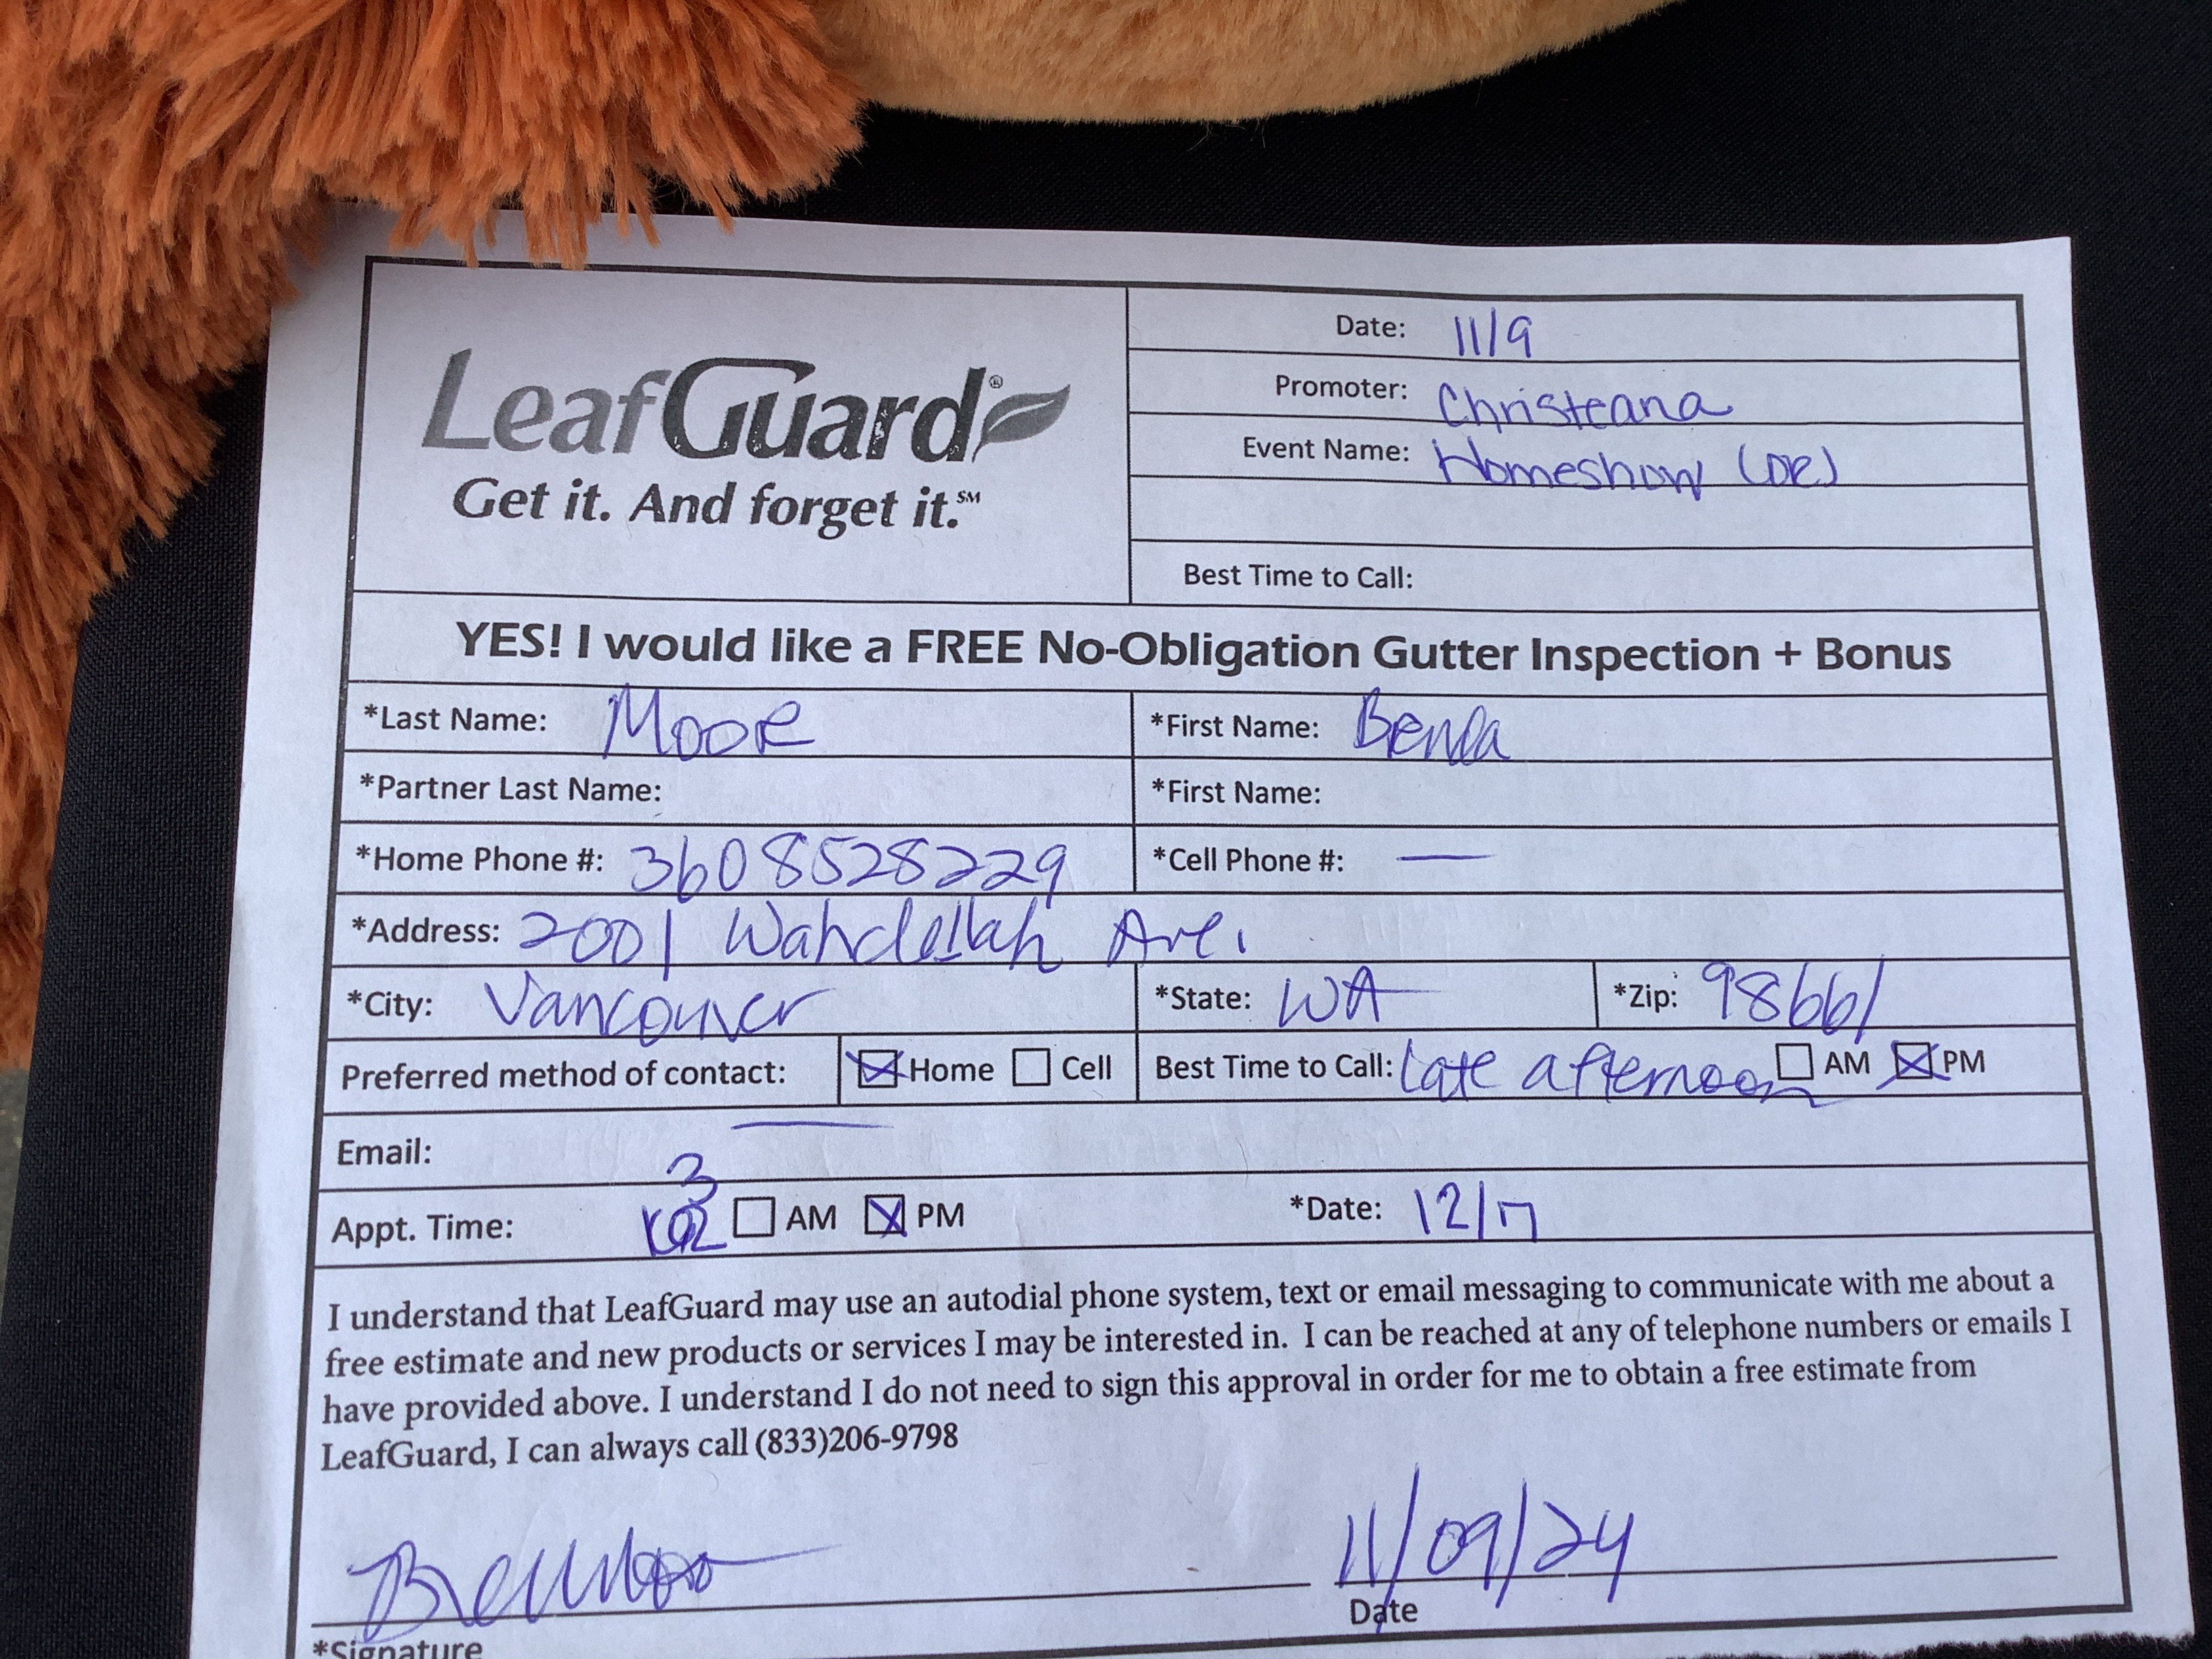 LeafGuard®
Get it. And forget it.℠
Date: 11/9
Promoter: Christeana
Event Name: Homeshow (OR)
Best Time to Call:
YES! I would like a FREE No-Obligation Gutter Inspection + Bonus
*Last Name: Moore *First Name:
*Partner Last Name: *First Name:
*Home Phone #: 3608528229 *Cell Phone #: —
*Address: 2001 Ave.
*City: Vancouver *State: WA *Zip: 98661
Preferred method of contact: ☒ Home ☐ Cell Best Time to Call: late afternoon ☐ AM ☒ PM
Email: —
Appt. Time: 3 ☐ AM ☒ PM *Date: 12/17
I understand that LeafGuard may use an autodial phone system, text or email messaging to communicate with me about a
free estimate and new products or services I may be interested in. I can be reached at any of telephone numbers or emails I
have provided above. I understand I do not need to sign this approval in order for me to obtain a free estimate from
LeafGuard, I can always call (833)206-9798
11/09/24
*Signature Date